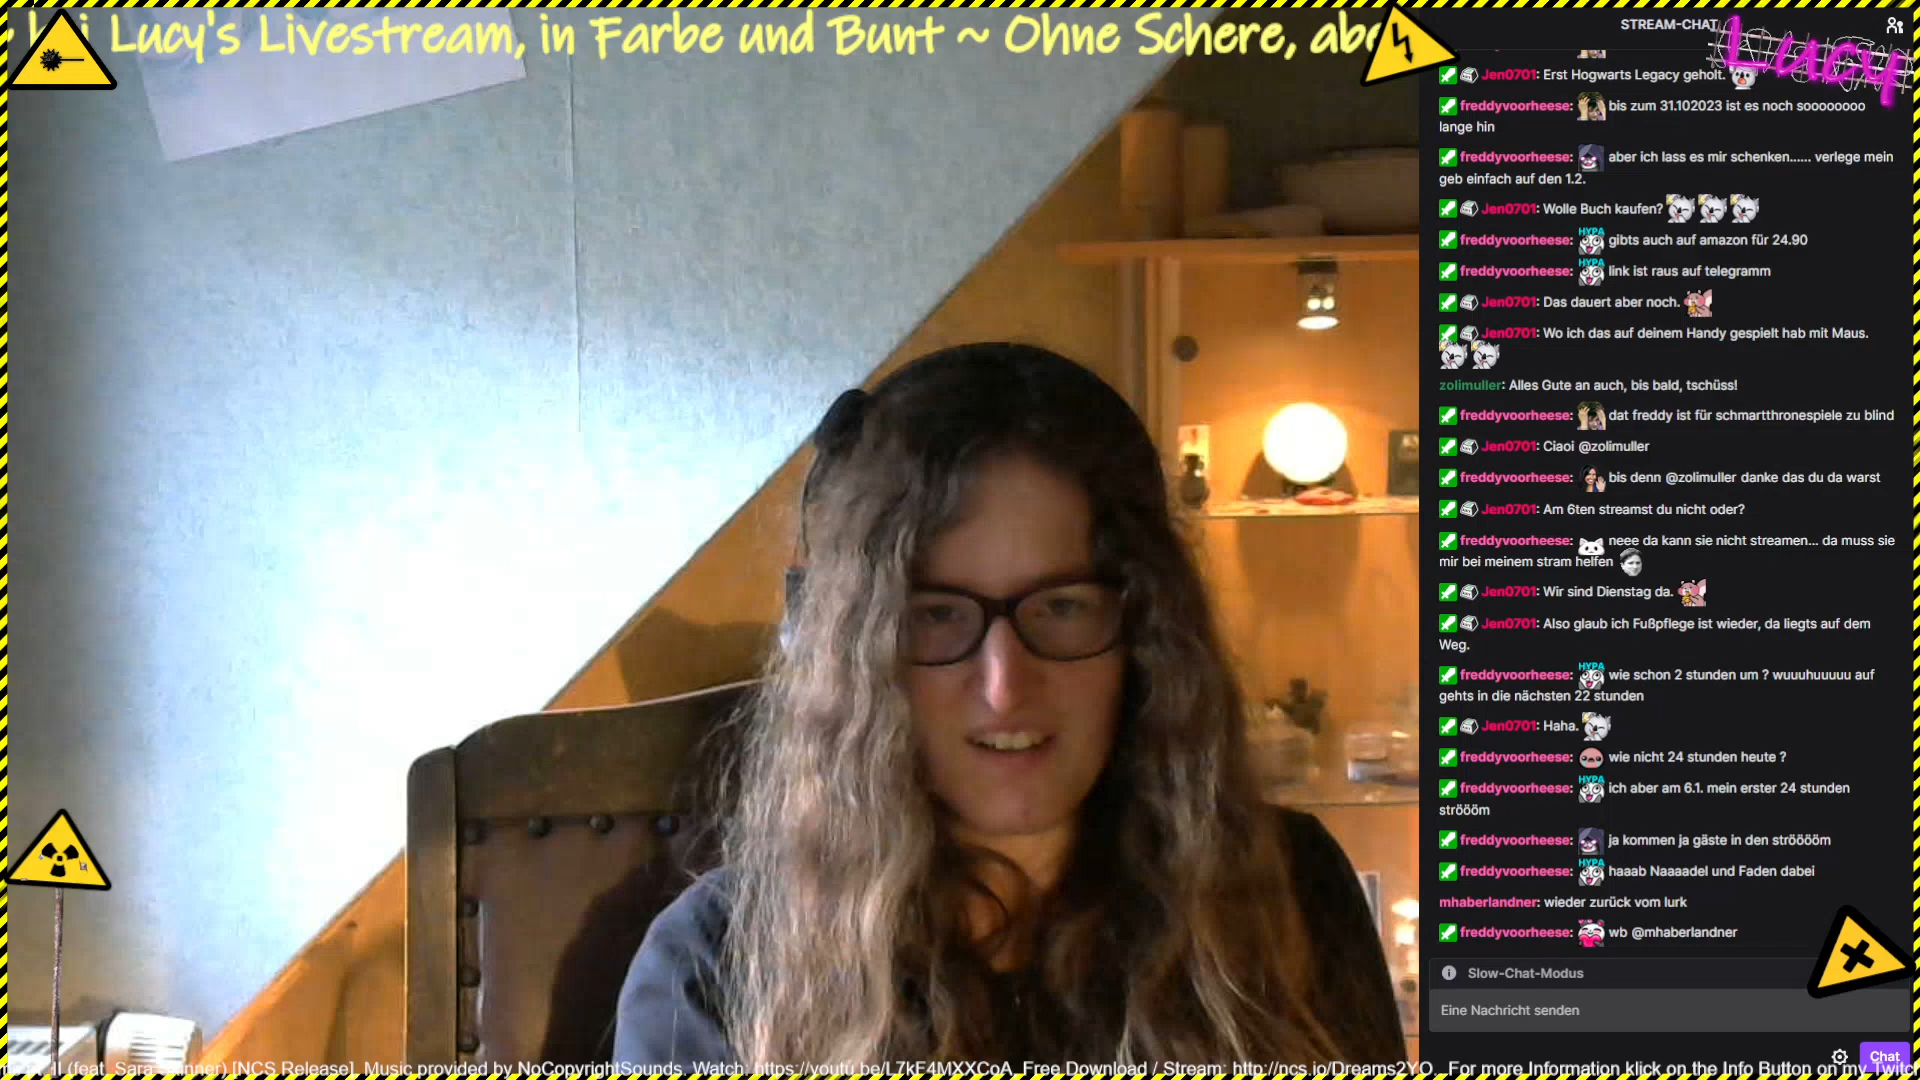 Lucy's Livestream, in Farbe und Bunt ~ Ohne Schere, abe
STREAM-CHAT
Lucy
Jen0701: Erst Hogwarts Legacy geholt.
freddyvoorheese: bis zum 31.102023 ist es noch soooooooo
lange hin
freddyvoorheese: aber ich lass es mir schenken...... verlege mein
geb einfach auf den 1.2.
Jen0701: Wolle Buch kaufen?
freddyvoorheese: HYPA gibts auch auf amazon für 24.90
freddyvoorheese: HYPA link ist raus auf telegramm
Jen0701: Das dauert aber noch.
Jen0701: Wo ich das auf deinem Handy gespielt hab mit Maus.
zolimuller: Alles Gute an auch, bis bald, tschüss!
freddyvoorheese: dat freddy ist für schmartthronespiele zu blind
Jen0701: Ciaoi @zolimuller
freddyvoorheese: bis denn @zolimuller danke das du da warst
Jen0701: Am 6ten streamst du nicht oder?
freddyvoorheese: neee da kann sie nicht streamen... da muss sie
mir bei meinem stram helfen
Jen0701: Wir sind Dienstag da.
Jen0701: Also glaub ich Fußpflege ist wieder, da liegts auf dem
Weg.
freddyvoorheese: HYPA wie schon 2 stunden um ? wuuuhuuuuu auf
gehts in die nächsten 22 stunden
Jen0701: Haha.
freddyvoorheese: wie nicht 24 stunden heute ?
freddyvoorheese: HYPA ich aber am 6.1. mein erster 24 stunden
ströööm
freddyvoorheese: ja kommen ja gäste in den strööööm
freddyvoorheese: HYPA haaab Naaaadel und Faden dabei
mhaberlandner: wieder zurück vom lurk
freddyvoorheese: wb @mhaberlandner
Slow-Chat-Modus
Eine Nachricht senden
Chat
II (feat. Sara Skinner) [NCS Release]. Music provided by NoCopyrightSounds. Watch: https://youtu.be/L7kF4MXXCoA Free Download / Stream: http://ncs.io/Dreams2YO For more Information klick on the Info Button on my Twitc